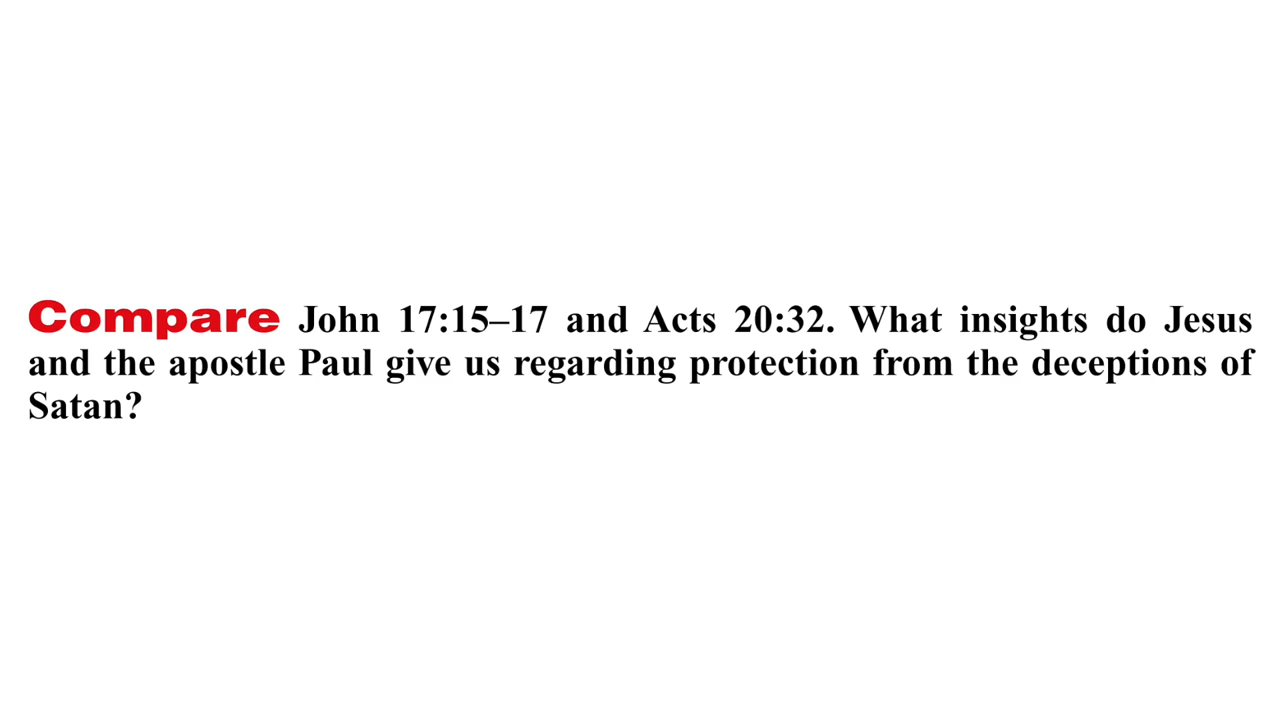 Compare John 17:15–17 and Acts 20:32. What insights do Jesus
and the apostle Paul give us regarding protection from the deceptions of
Satan?